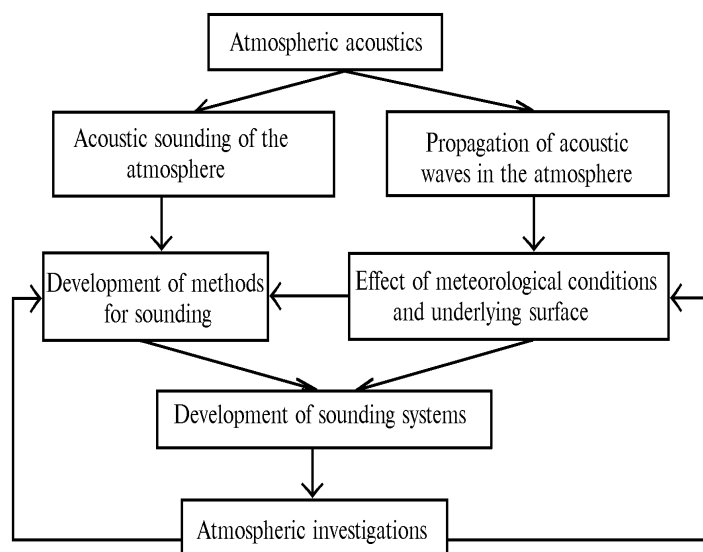 Atmospheric acoustics
Acoustic sounding of the
atmosphere
Propagation of acoustic
waves in the atmosphere
Development of methods
for sounding
Effect of meteorological conditions
and underlying surface
Development of sounding systems
Atmospheric investigations